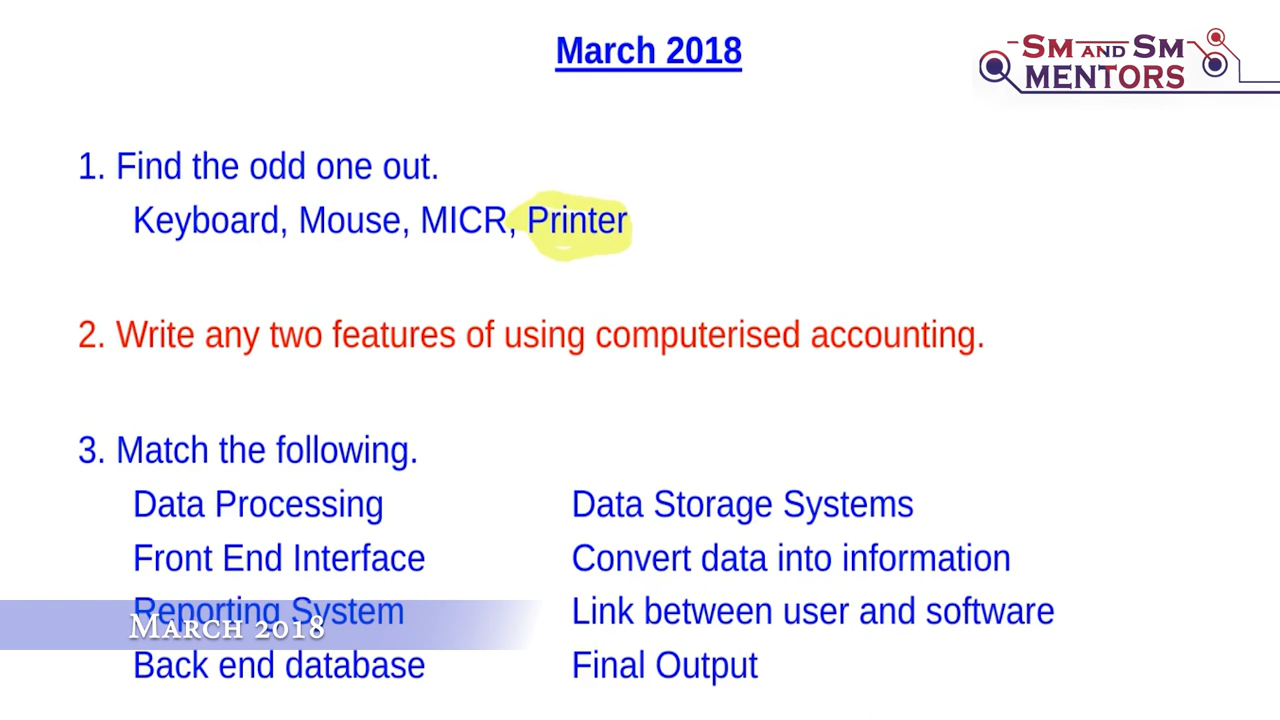 March 2018
SM AND SM
MENTORS
1. Find the odd one out.
Keyboard, Mouse, MICR, Printer
2. Write any two features of using computerised accounting.
3. Match the following.
Data Processing Data Storage Systems
Front End Interface Convert data into information
Reporting System Link between user and software
March 2018
Back end database Final Output